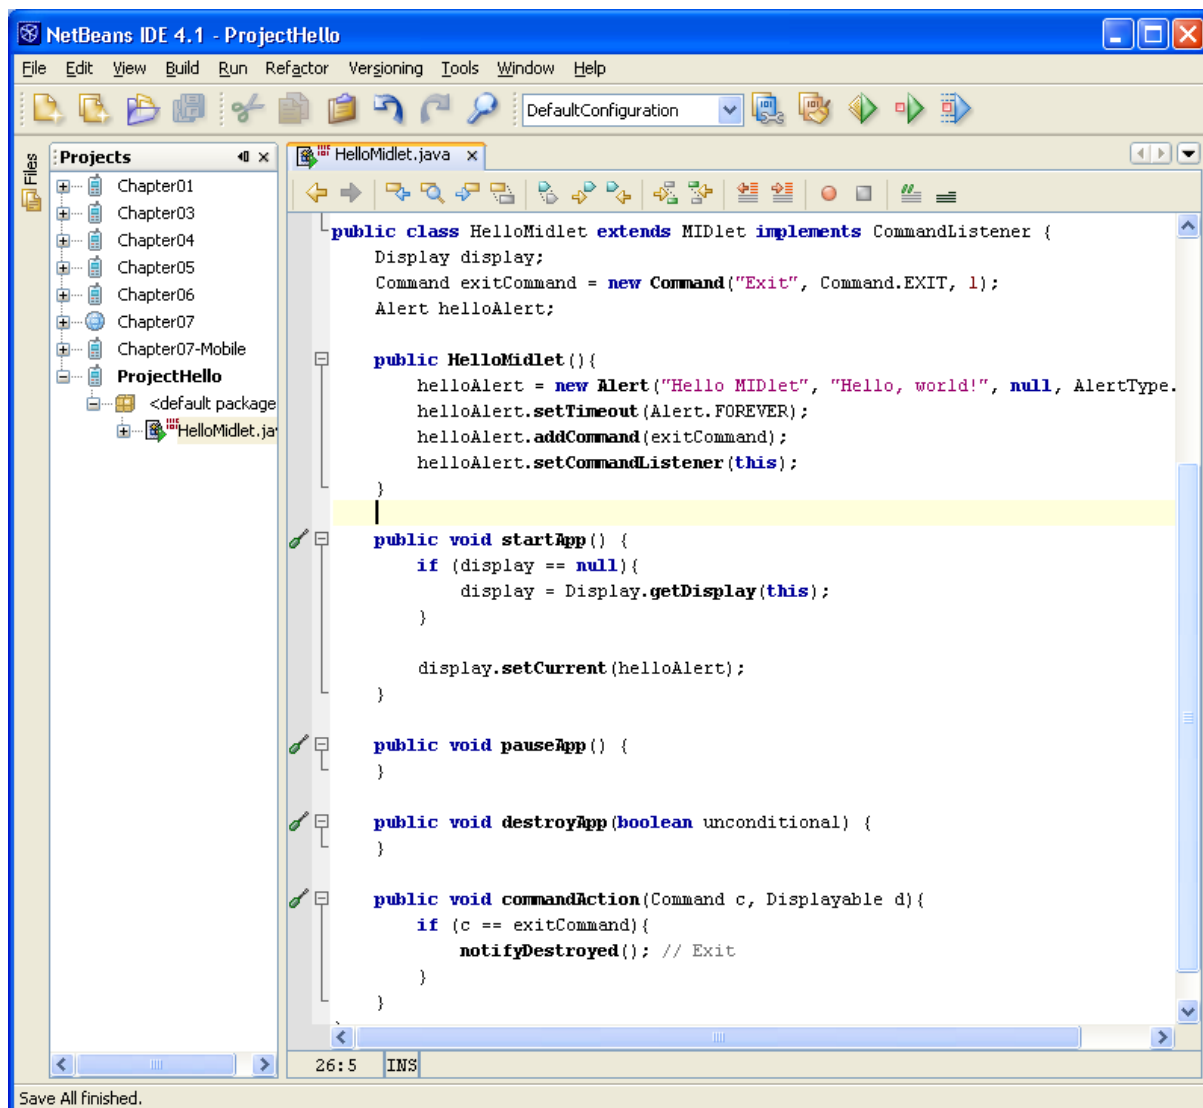 NetBeans IDE 4.1 - ProjectHello
File Edit View Build Run Refactor Versioning Tools Window Help
DefaultConfiguration
Files
Projects
Chapter01
Chapter03
Chapter04
Chapter05
Chapter06
Chapter07
Chapter07-Mobile
ProjectHello
<default package
HelloMidlet.ja
HelloMidlet.java x
public class HelloMidlet extends MIDlet implements CommandListener {
    Display display;
    Command exitCommand = new Command("Exit", Command.EXIT, 1);
    Alert helloAlert;
    public HelloMidlet(){
        helloAlert = new Alert("Hello MIDlet", "Hello, world!", null, AlertType.
        helloAlert.setTimeout(Alert.FOREVER);
        helloAlert.addCommand(exitCommand);
        helloAlert.setCommandListener(this);
    }
    public void startApp() {
        if (display == null){
            display = Display.getDisplay(this);
        }
        display.setCurrent(helloAlert);
    }
    public void pauseApp() {
    }
    public void destroyApp(boolean unconditional) {
    }
    public void commandAction(Command c, Displayable d){
        if (c == exitCommand){
            notifyDestroyed(); // Exit
        }
    }
26:5 INS
Save All finished.